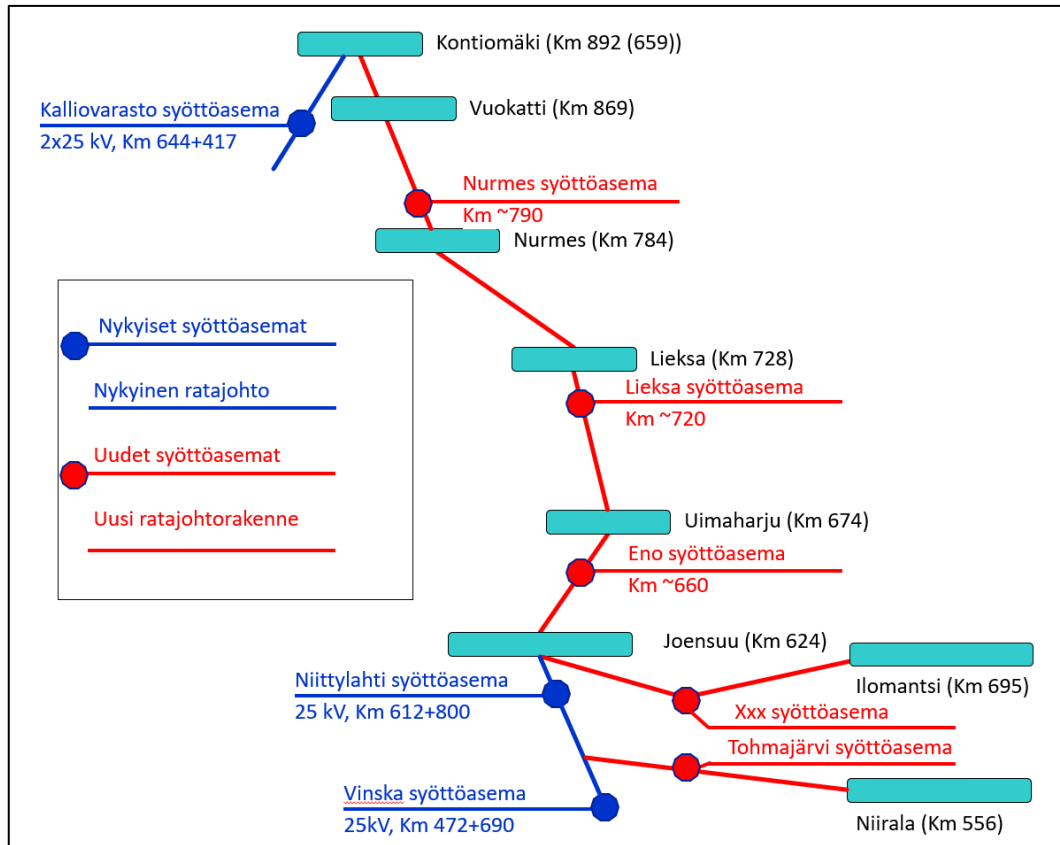 Kontiomäki (Km 892 (659))
Kalliovarasto syöttöasema
2x25 kV, Km 644+417
Vuokatti (Km 869)
Nurmes syöttöasema
Km ~790
Nurmes (Km 784)
Nykyiset syöttöasemat
Nykyinen ratajohto
Uudet syöttöasemat
Uusi ratajohtorakenne
Lieksa (Km 728)
Lieksa syöttöasema
Km ~720
Uimaharju (Km 674)
Eno syöttöasema
Km ~660
Joensuu (Km 624)
Niittylahti syöttöasema
25 kV, Km 612+800
Ilomantsi (Km 695)
Xxx syöttöasema
Tohmajärvi syöttöasema
Vinska syöttöasema
25kV, Km 472+690
Niirala (Km 556)